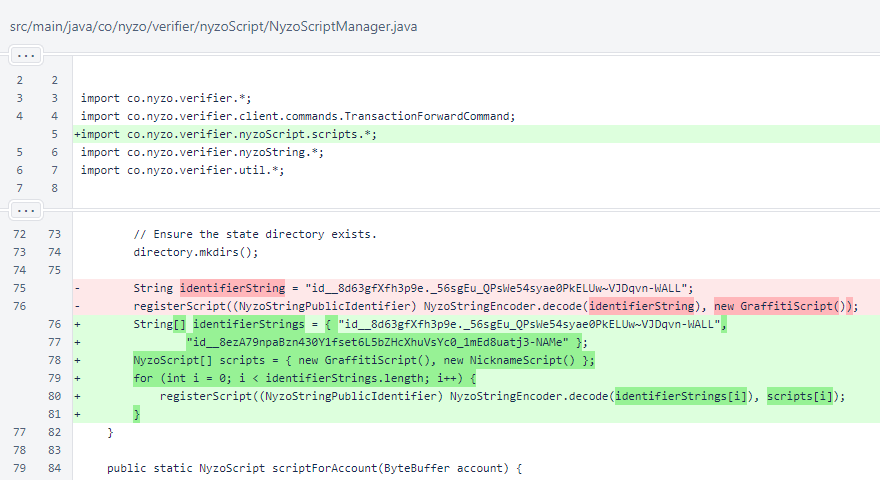 src/main/java/co/nyzo/verifier/nyzoScript/NyzoScriptManager.java
...
2 2
3 3 import co.nyzo.verifier.*;
4 4 import co.nyzo.verifier.client.commands.TransactionForwardCommand;
5 +import co.nyzo.verifier.nyzoScript.scripts.*;
5 6 import co.nyzo.verifier.nyzoString.*;
6 7 import co.nyzo.verifier.util.*;
7 8
...
72 73 // Ensure the state directory exists.
73 74 directory.mkdirs();
74 75
75 - String identifierString = "id__8d63gfXfh3p9e._56sgEu_QPsWe54syae0PkELUw~VJDqvn-WALL";
76 - registerScript((NyzoStringPublicIdentifier) NyzoStringEncoder.decode(identifierString), new GraffitiScript());
76 + String[] identifierStrings = { "id__8d63gfXfh3p9e._56sgEu_QPsWe54syae0PkELUw~VJDqvn-WALL",
77 + "id__8ezA79npaBzn430Y1fset6L5bZHcXhuVsYc0_1mEd8uatj3-NAMe" };
78 + NyzoScript[] scripts = { new GraffitiScript(), new NicknameScript() };
79 + for (int i = 0; i < identifierStrings.length; i++) {
80 + registerScript((NyzoStringPublicIdentifier) NyzoStringEncoder.decode(identifierStrings[i]), scripts[i]);
81 + }
77 82 }
78 83
79 84 public static NyzoScript scriptForAccount(ByteBuffer account) {